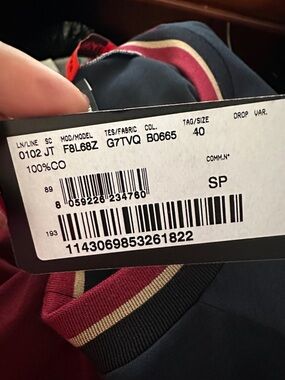 LN/LINE SC MOD/MODEL TES/FABRIC COL. TAG/SIZE DROP VAR.
0102 JT F8L68Z G7TVQ B0665 40
100%CO COMM.N°
89 SP
8 059226 234760
193
1143069853261822